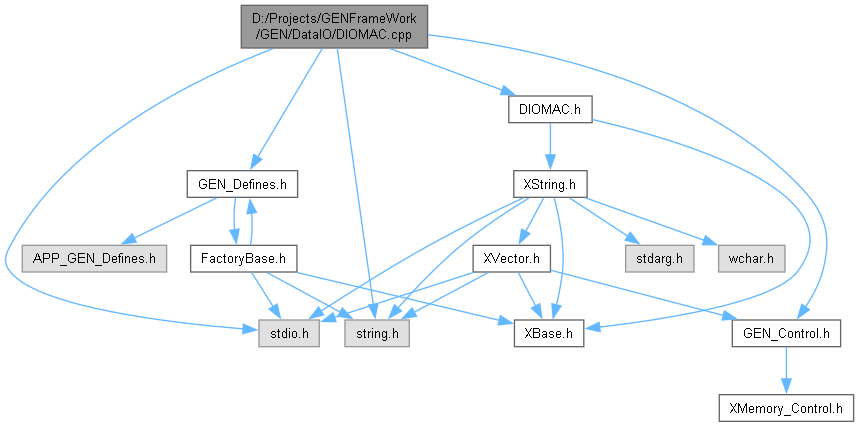 D:/Projects/GENFrameWork
/GEN/DataIO/DIOMAC.cpp
DIOMAC.h
GEN_Defines.h
XString.h
APP_GEN_Defines.h
FactoryBase.h
XVector.h
stdarg.h
wchar.h
stdio.h
string.h
XBase.h
GEN_Control.h
XMemory_Control.h